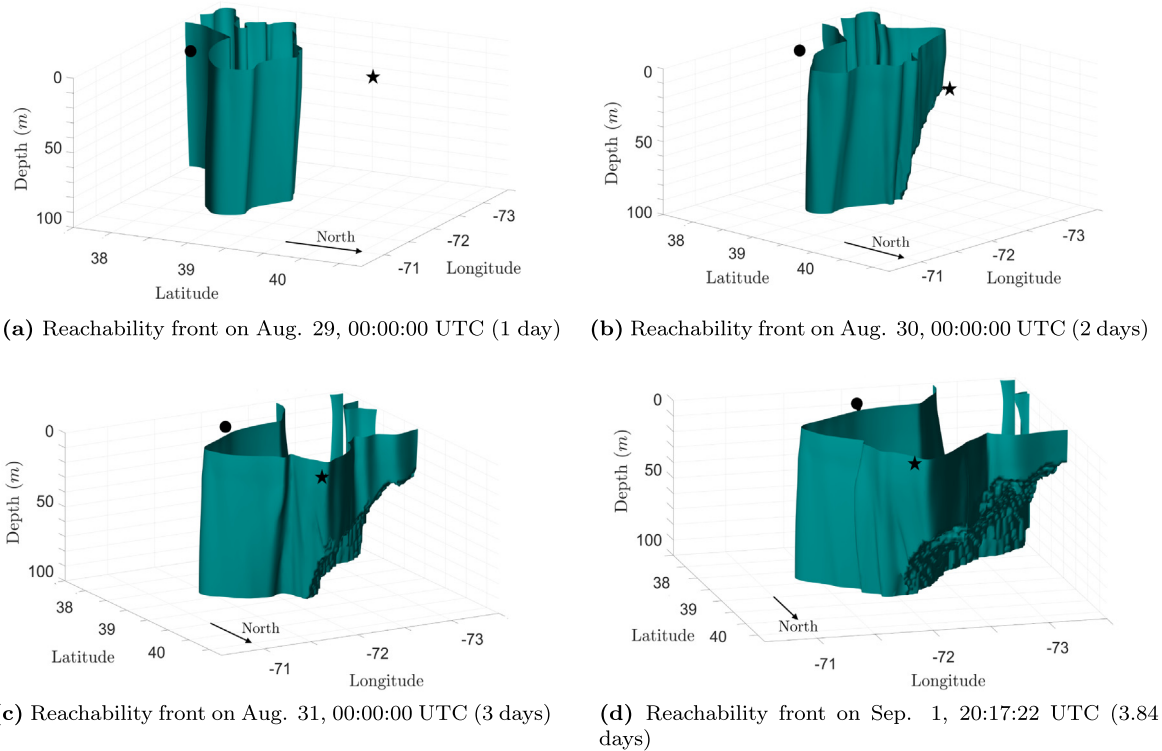 0
50
100
Depth (m)
38
39
40
Latitude
North
-71
-72
-73
Longitude
(a) Reachability front on Aug. 29, 00:00:00 UTC (1 day)
0
50
100
Depth (m)
38
39
40
Latitude
North
-71
-72
-73
Longitude
(b) Reachability front on Aug. 30, 00:00:00 UTC (2 days)
0
50
100
Depth (m)
38
39
40
Latitude
North
-71
-72
-73
Longitude
c) Reachability front on Aug. 31, 00:00:00 UTC (3 days)
0
50
100
Depth (m)
38
39
40
Latitude
North
-71
-72
-73
Longitude
(d) Reachability front on Sep. 1, 20:17:22 UTC (3.84
days)